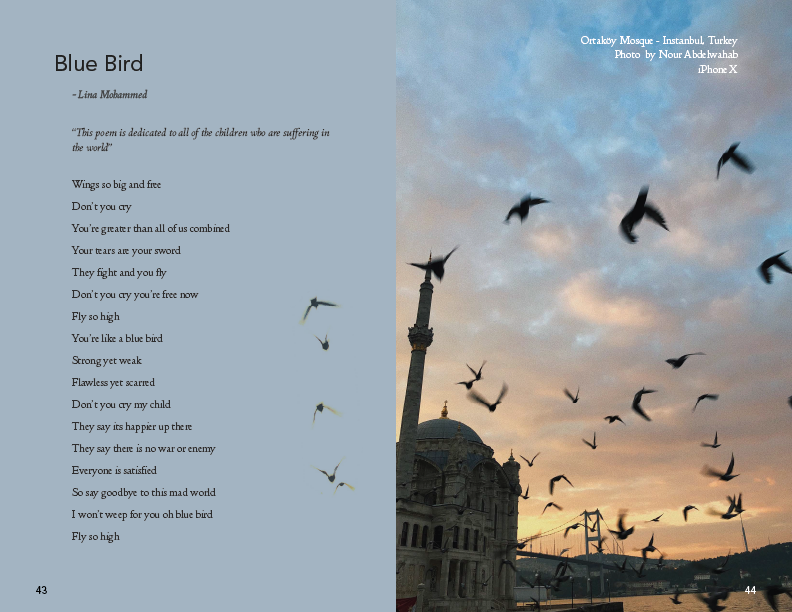 Blue Bird
- Lina Mohammed
"This poem is dedicated to all of the children who are suffering in
the world"
Wings so big and free
Don't you cry
You're greater than all of us combined
Your tears are your sword
They fight and you fly
Don't you cry you're free now
Fly so high
You're like a blue bird
Strong yet weak
Flawless yet scarred
Don't you cry my child
They say its happier up there
They say there is no war or enemy
Everyone is satisfied
So say goodbye to this mad world
I won't weep for you oh blue bird
Fly so high
43
Ortaköy Mosque - Instanbul, Turkey
Photo by Nour Abdelwahab
iPhone X
44